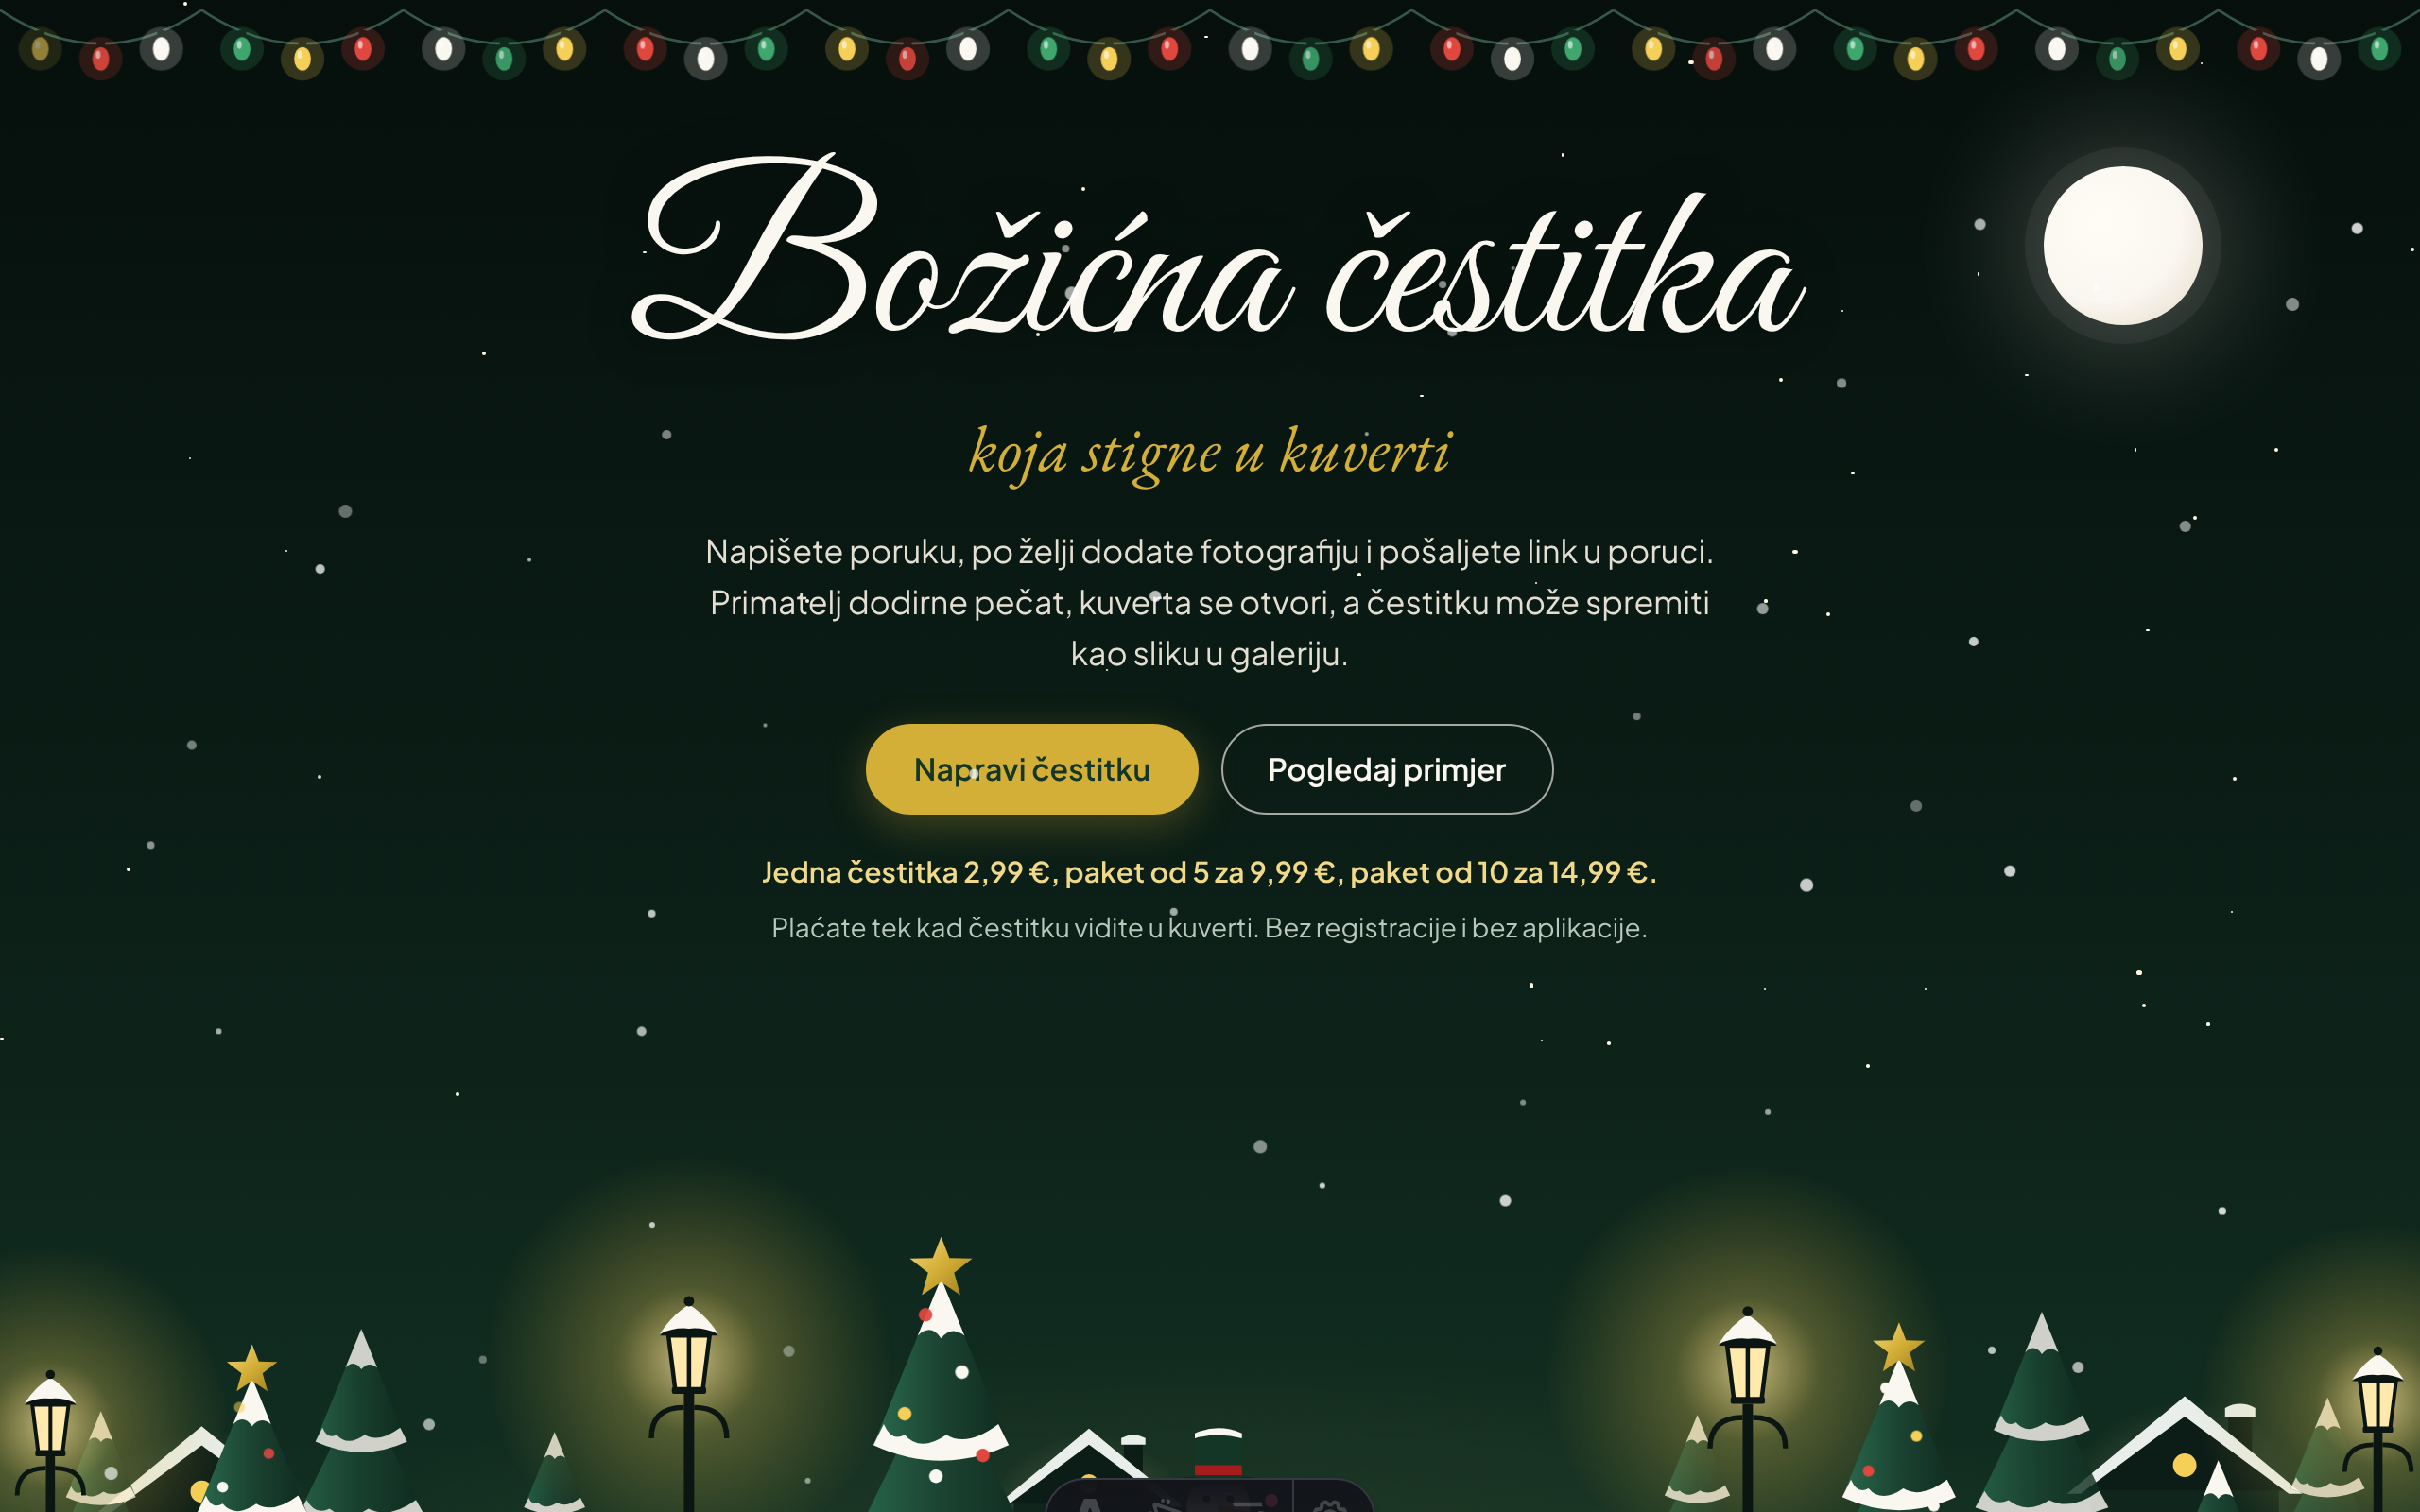 Božićna čestitka
koja stigne u kuverti
Napišete poruku, po želji dodate fotografiju i pošaljete link u poruci.
Primatelj dodirne pečat, kuverta se otvori, a čestitku može spremiti
kao sliku u galeriju.
Napravi čestitku
Pogledaj primjer
Jedna čestitka 2,99 €, paket od 5 za 9,99 €, paket od 10 za 14,99 €.
Plaćate tek kad čestitku vidite u kuverti. Bez registracije i bez aplikacije.